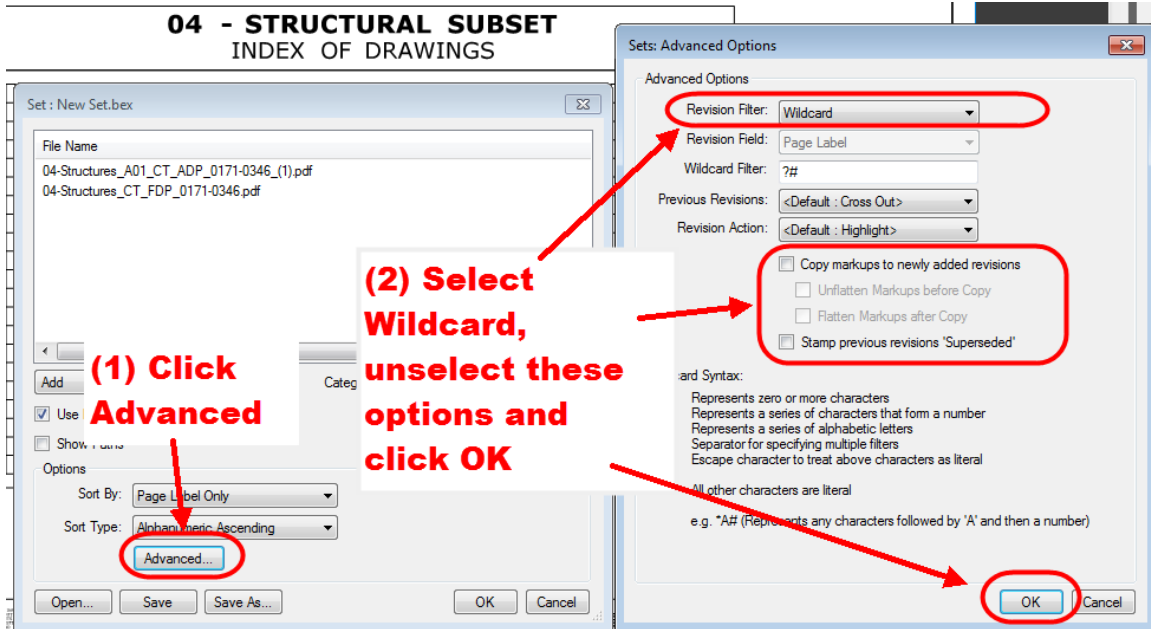 04 - STRUCTURAL SUBSET
INDEX OF DRAWINGS
Set : New Set.bex
File Name
04-Structures_A01_CT_ADP_0171-0346_(1).pdf
04-Structures_CT_FDP_0171-0346.pdf
(1) Click
Advanced
Add
Categ
Use
Show
Options
Sort By: Page Label Only
Sort Type: Alphanumeric Ascending
Advanced...
Open... Save Save As... OK Cancel
(2) Select
Wildcard,
unselect these
options and
click OK
Sets: Advanced Options
Advanced Options
Revision Filter: Wildcard
Revision Field: Page Label
Wildcard Filter: ?#
Previous Revisions: <Default : Cross Out>
Revision Action: <Default : Highlight>
Copy markups to newly added revisions
Unflatten Markups before Copy
Flatten Markups after Copy
Stamp previous revisions 'Superseded'
ard Syntax:
Represents zero or more characters
Represents a series of characters that form a number
Represents a series of alphabetic letters
Separator for specifying multiple filters
Escape character to treat above characters as literal
All other characters are literal
e.g. *A# (Represents any characters followed by 'A' and then a number)
OK Cancel